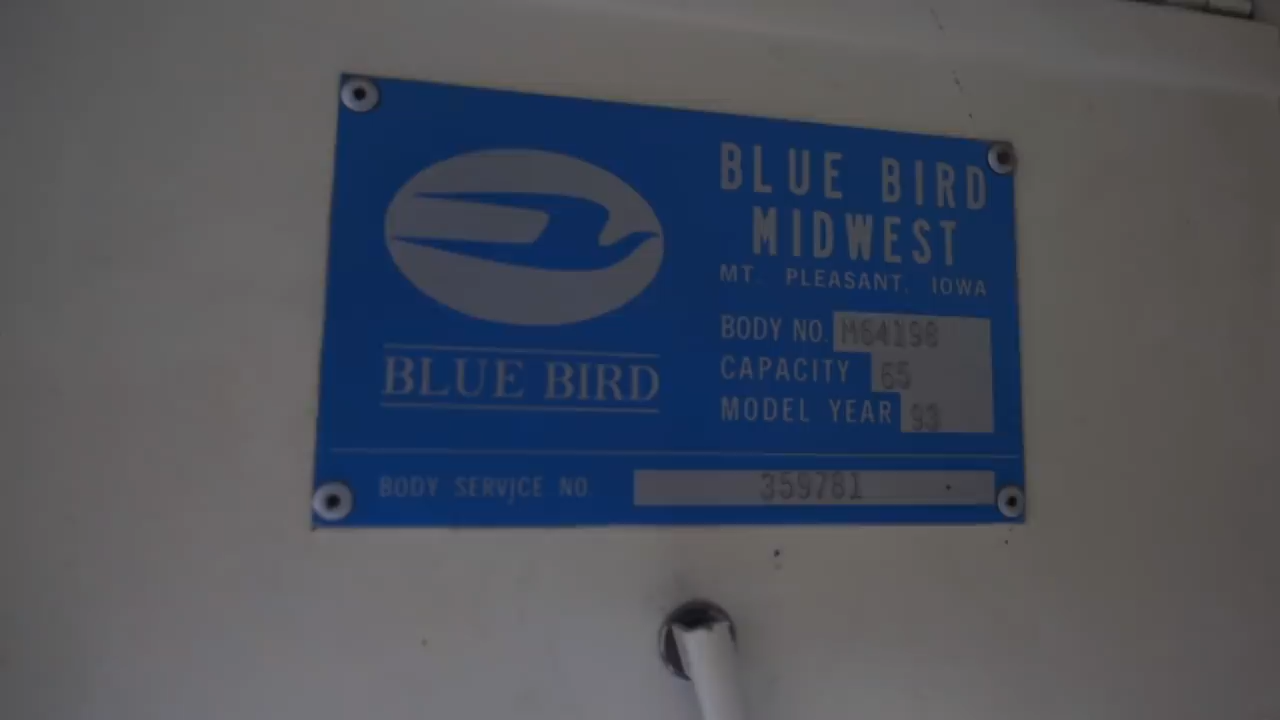 BLUE BIRD
BLUE BIRD
MIDWEST
MT. PLEASANT, IOWA
BODY NO. M64198
CAPACITY 65
MODEL YEAR 93
BODY SERVICE NO. 359781